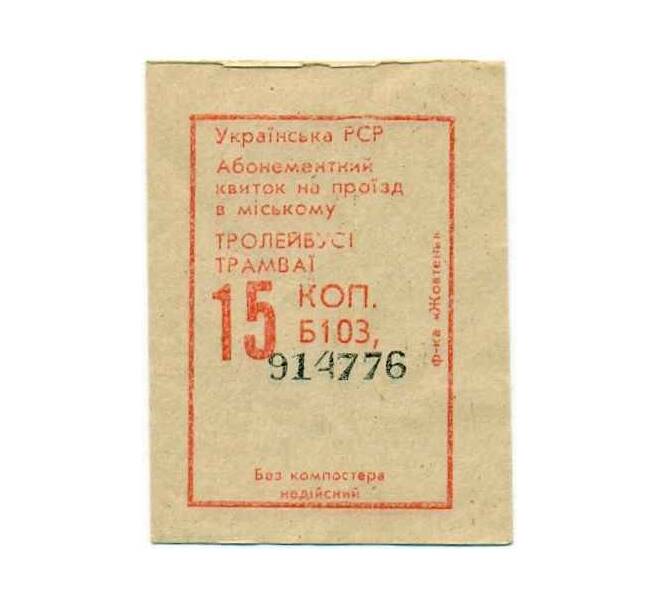 Українська РСР
Абонементний
квиток на проїзд
в міському
ТРОЛЕЙБУСІ
ТРАМВАЇ
15 КОП.
Б103,
914776
ф-ка «Жовтень»
Без компостера
недійсний